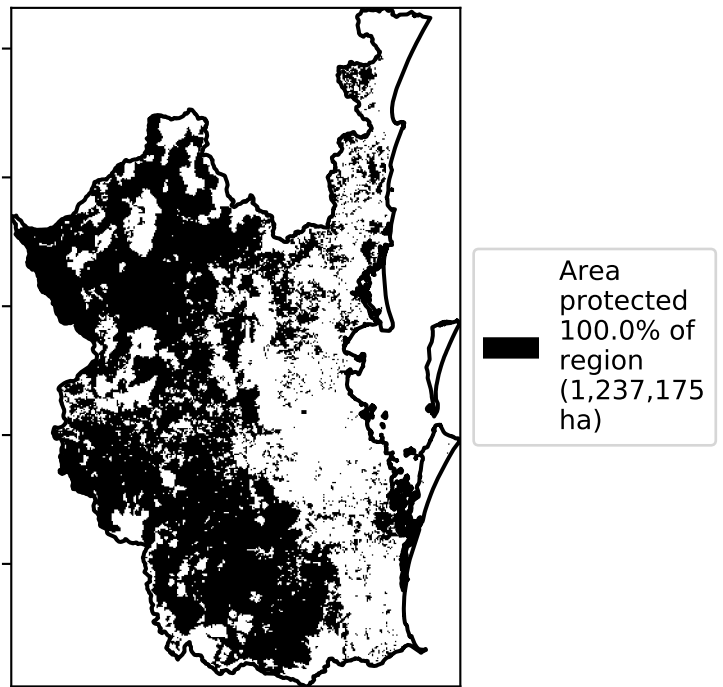 Area
protected
100.0% of
region
(1,237,175
ha)